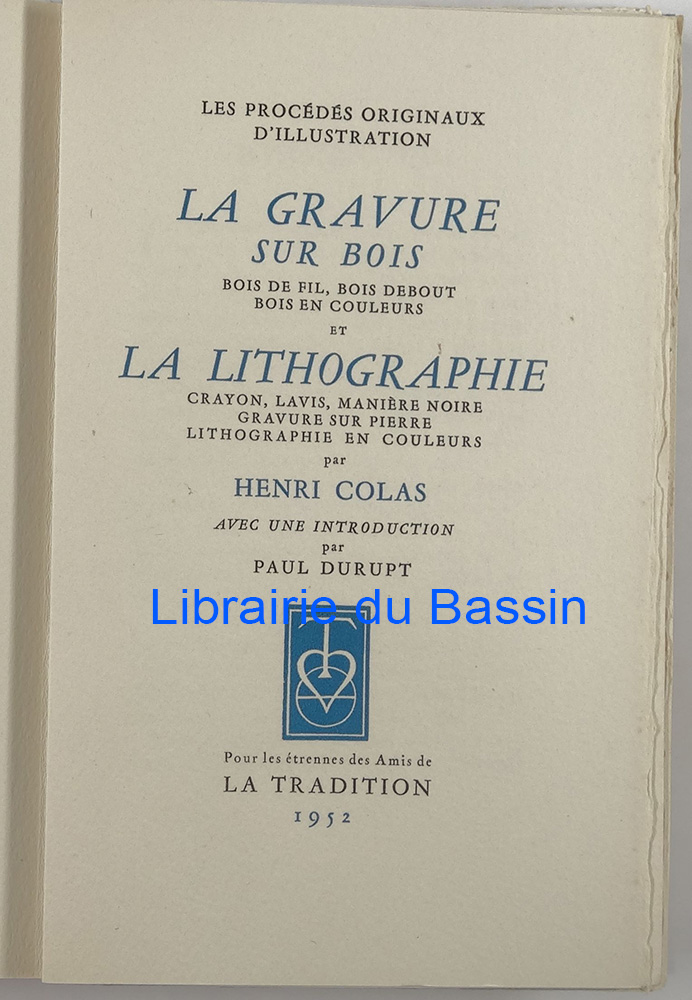 LES PROCÉDÉS ORIGINAUX
D'ILLUSTRATION
LA GRAVURE
SUR BOIS
BOIS DE FIL, BOIS DEBOUT
BOIS EN COULEURS
ET
LA LITHOGRAPHIE
CRAYON, LAVIS, MANIÈRE NOIRE
GRAVURE SUR PIERRE
LITHOGRAPHIE EN COULEURS
par
HENRI COLAS
AVEC UNE INTRODUCTION
par
PAUL DURUPT
Librairie du Bassin
Pour les étrennes des Amis de
LA TRADITION
1952